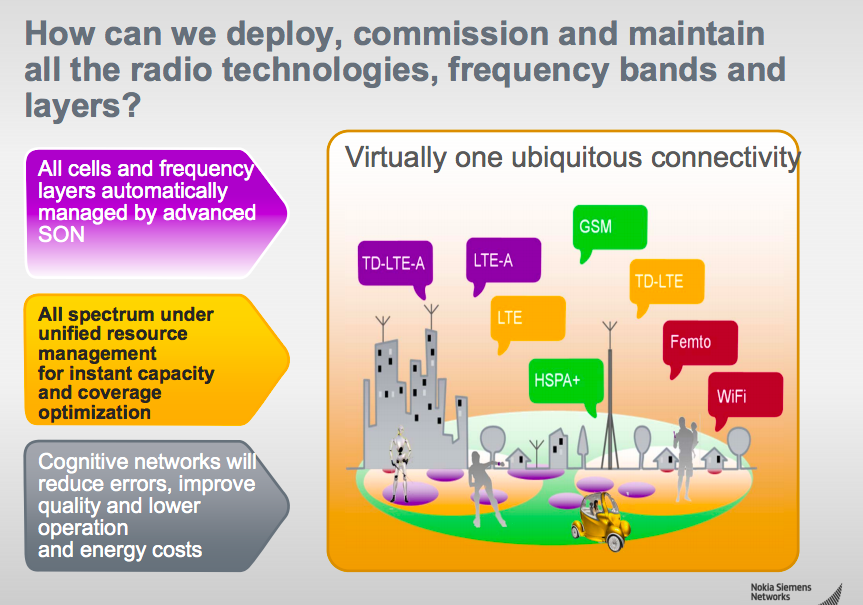 How can we deploy, commission and maintain
all the radio technologies, frequency bands and
layers?
All cells and frequency
layers automatically
managed by advanced
SON
All spectrum under
unified resource
management
for instant capacity
and coverage
optimization
Cognitive networks will
reduce errors, improve
quality and lower
operation
and energy costs
Virtually one ubiquitous connectivity
GSM
TD-LTE-A
LTE-A
TD-LTE
LTE
Femto
HSPA+
WiFi
Nokia Siemens
Networks